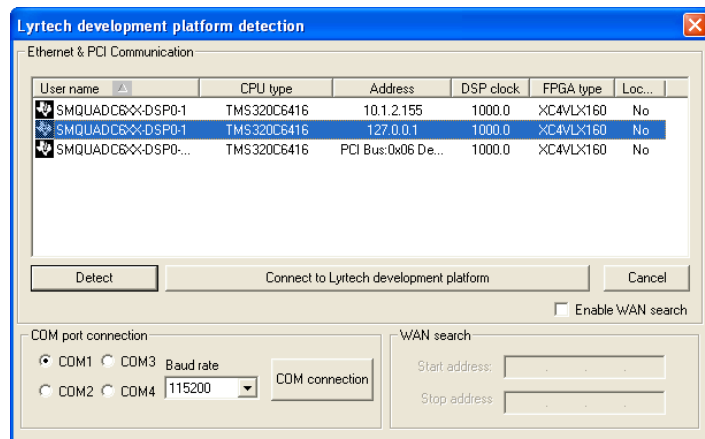 Lyrtech development platform detection
Ethernet & PCI Communication
User name CPU type Address DSP clock FPGA type Loc...
SMQUADC6XX-DSP0-1 TMS320C6416 10.1.2.155 1000.0 XC4VLX160 No
SMQUADC6XX-DSP0-1 TMS320C6416 127.0.0.1 1000.0 XC4VLX160 No
SMQUADC6XX-DSP0-... TMS320C6416 PCI Bus:0x06 De... 1000.0 XC4VLX160 No
Detect Connect to Lyrtech development platform Cancel
Enable WAN search
COM port connection WAN search
COM1 COM3 Baud rate Start address:
COM2 COM4 115200 COM connection Stop address